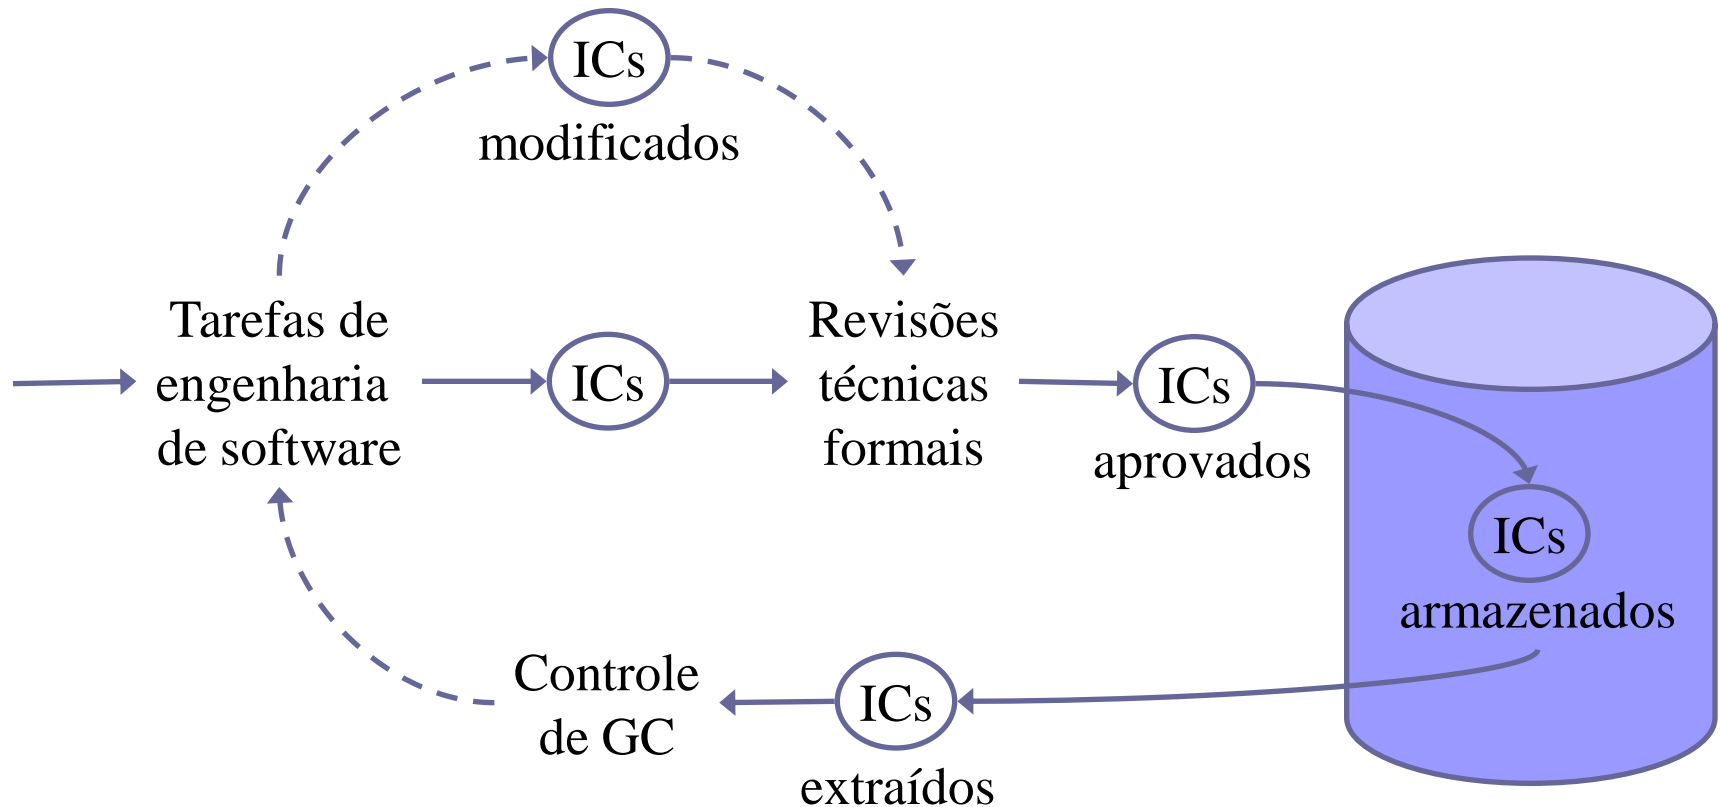 ICs
modificados
Tarefas de
engenharia
de software
ICs
Revisões
técnicas
formais
ICs
aprovados
ICs
armazenados
Controle
de GC
ICs
extraídos